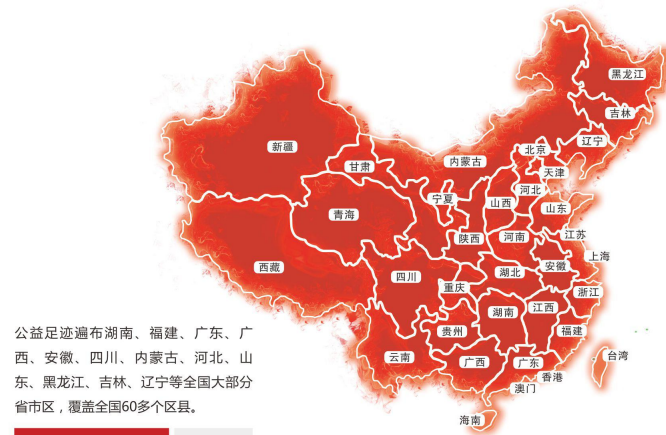 黑龙江
吉林
辽宁
新疆
北京
内蒙古
甘肃
天津
河北
宁夏
山西
山东
青海
江苏
陕西
河南
上海
西藏
安徽
四川
湖北
重庆
浙江
江西
湖南
贵州
福建
云南
台湾
广西
广东
香港
澳门
海南
公益足迹遍布湖南、福建、广东、广
西、安徽、四川、内蒙古、河北、山
东、黑龙江、吉林、辽宁等全国大部分
省市区，覆盖全国60多个区县。